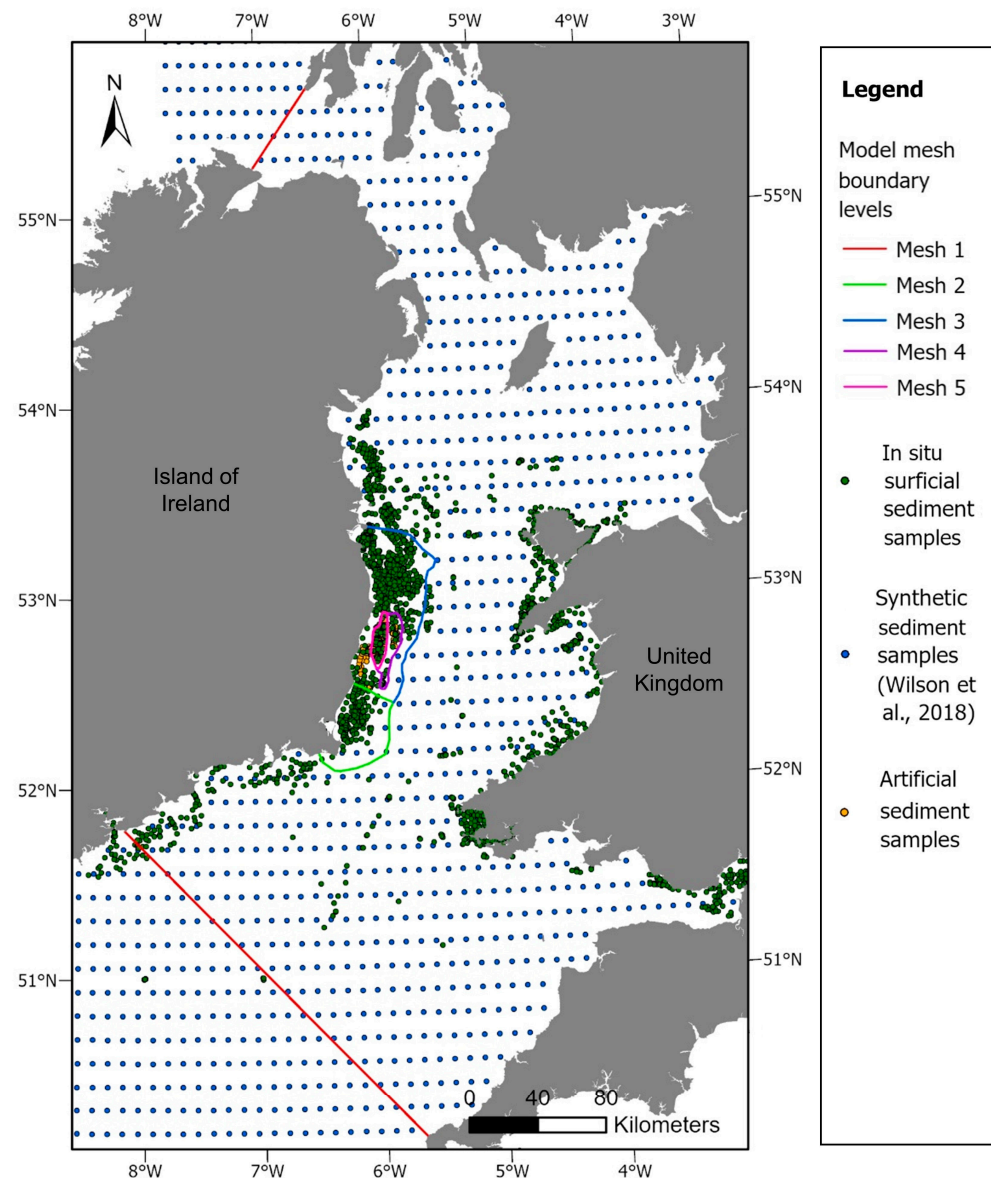 8°W 7°W 6°W 5°W 4°W 3°W
N
55°N
55°N
54°N
54°N
53°N
53°N
52°N
52°N
51°N
51°N
Island of
Ireland
United
Kingdom
0 40 80
Kilometers
8°W 7°W 6°W 5°W 4°W
Legend
Model mesh
boundary
levels
Mesh 1
Mesh 2
Mesh 3
Mesh 4
Mesh 5
In situ
surficial
sediment
samples
Synthetic
sediment
samples
(Wilson et
al., 2018)
Artificial
sediment
samples